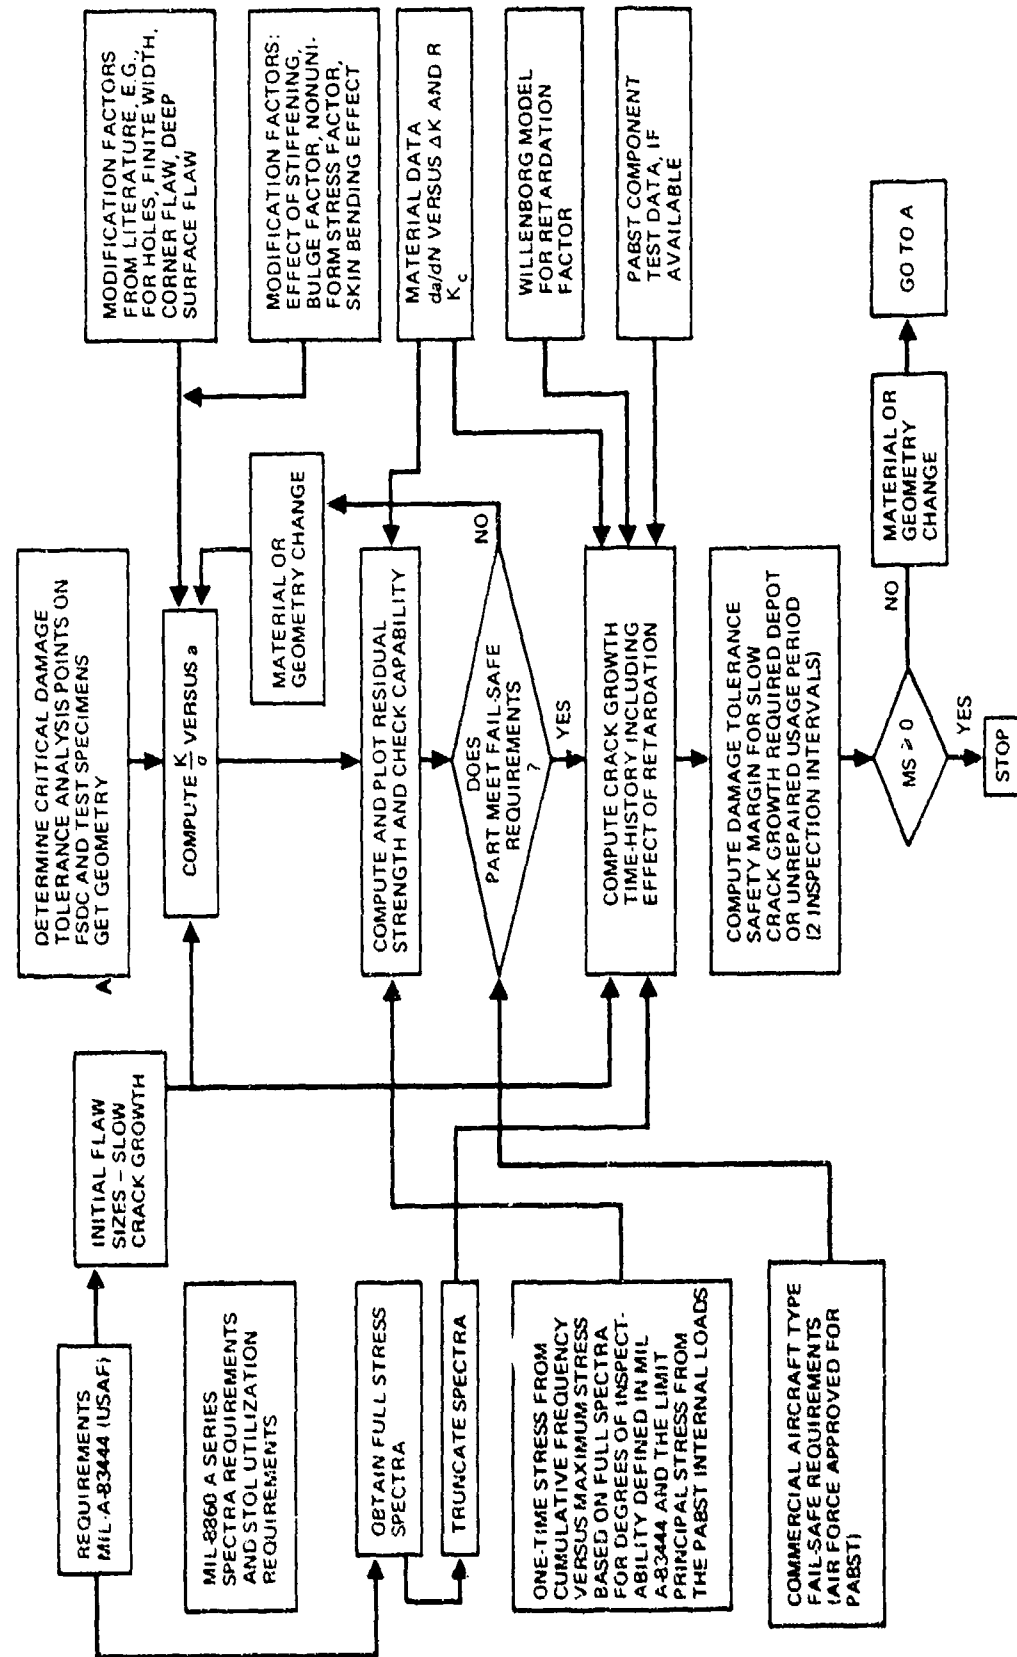 REQUIREMENTS
MIL-A-83444 (USAF)
INITIAL FLAW
SIZES – SLOW
CRACK GROWTH
MIL-8860 A SERIES
SPECTRA REQUIREMENTS
AND STOL UTILIZATION
REQUIREMENTS
OBTAIN FULL STRESS
SPECTRA
TRUNCATE SPECTRA
ONE-TIME STRESS FROM
CUMULATIVE FREQUENCY
VERSUS MAXIMUM STRESS
BASED ON FULL SPECTRA
FOR DEGREES OF INSPECT-
ABILITY DEFINED IN MIL
A-83444 AND THE LIMIT
PRINCIPAL STRESS FROM
THE PABST INTERNAL LOADS
COMMERCIAL AIRCRAFT TYPE
FAIL-SAFE REQUIREMENTS
(AIR FORCE APPROVED FOR
PABST)
A
DETERMINE CRITICAL DAMAGE
TOLERANCE ANALYSIS POINTS ON
FSDC AND TEST SPECIMENS
GET GEOMETRY
COMPUTE K/σ VERSUS a
MATERIAL OR
GEOMETRY CHANGE
COMPUTE AND PLOT RESIDUAL
STRENGTH AND CHECK CAPABILITY
DOES
PART MEET FAIL-SAFE
REQUIREMENTS
?
NO
YES
COMPUTE CRACK GROWTH
TIME-HISTORY INCLUDING
EFFECT OF RETARDATION
COMPUTE DAMAGE TOLERANCE
SAFETY MARGIN FOR SLOW
CRACK GROWTH REQUIRED DEPOT
OR UNREPAIRED USAGE PERIOD
(2 INSPECTION INTERVALS)
MS ≥ 0
NO
YES
STOP
MATERIAL OR
GEOMETRY
CHANGE
GO TO A
MODIFICATION FACTORS
FROM LITERATURE, E.G.,
FOR HOLES, FINITE WIDTH,
CORNER FLAW, DEEP
SURFACE FLAW
MODIFICATION FACTORS:
EFFECT OF STIFFENING,
BULGE FACTOR, NONUNI-
FORM STRESS FACTOR,
SKIN BENDING EFFECT
MATERIAL DATA
da/dN VERSUS ΔK AND R
Kc
WILLENBORG MODEL
FOR RETARDATION
FACTOR
PABST COMPONENT
TEST DATA, IF
AVAILABLE